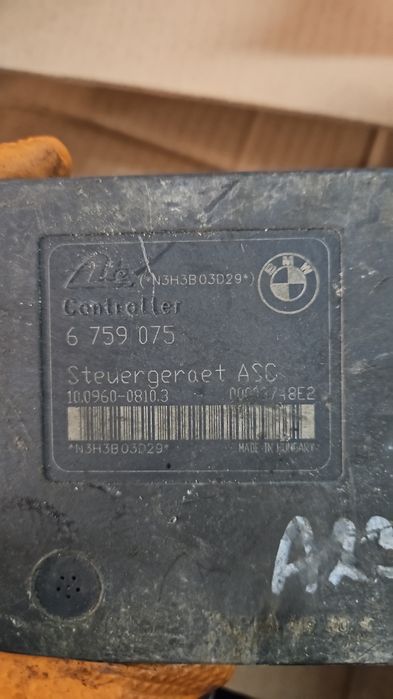 Ate (*N3H3B03D29*) BMW
Controller
6 759 075
Steuergeraet ASC
10.0960-0810.3
*N3H3B03D29* MADE IN HUNGARY